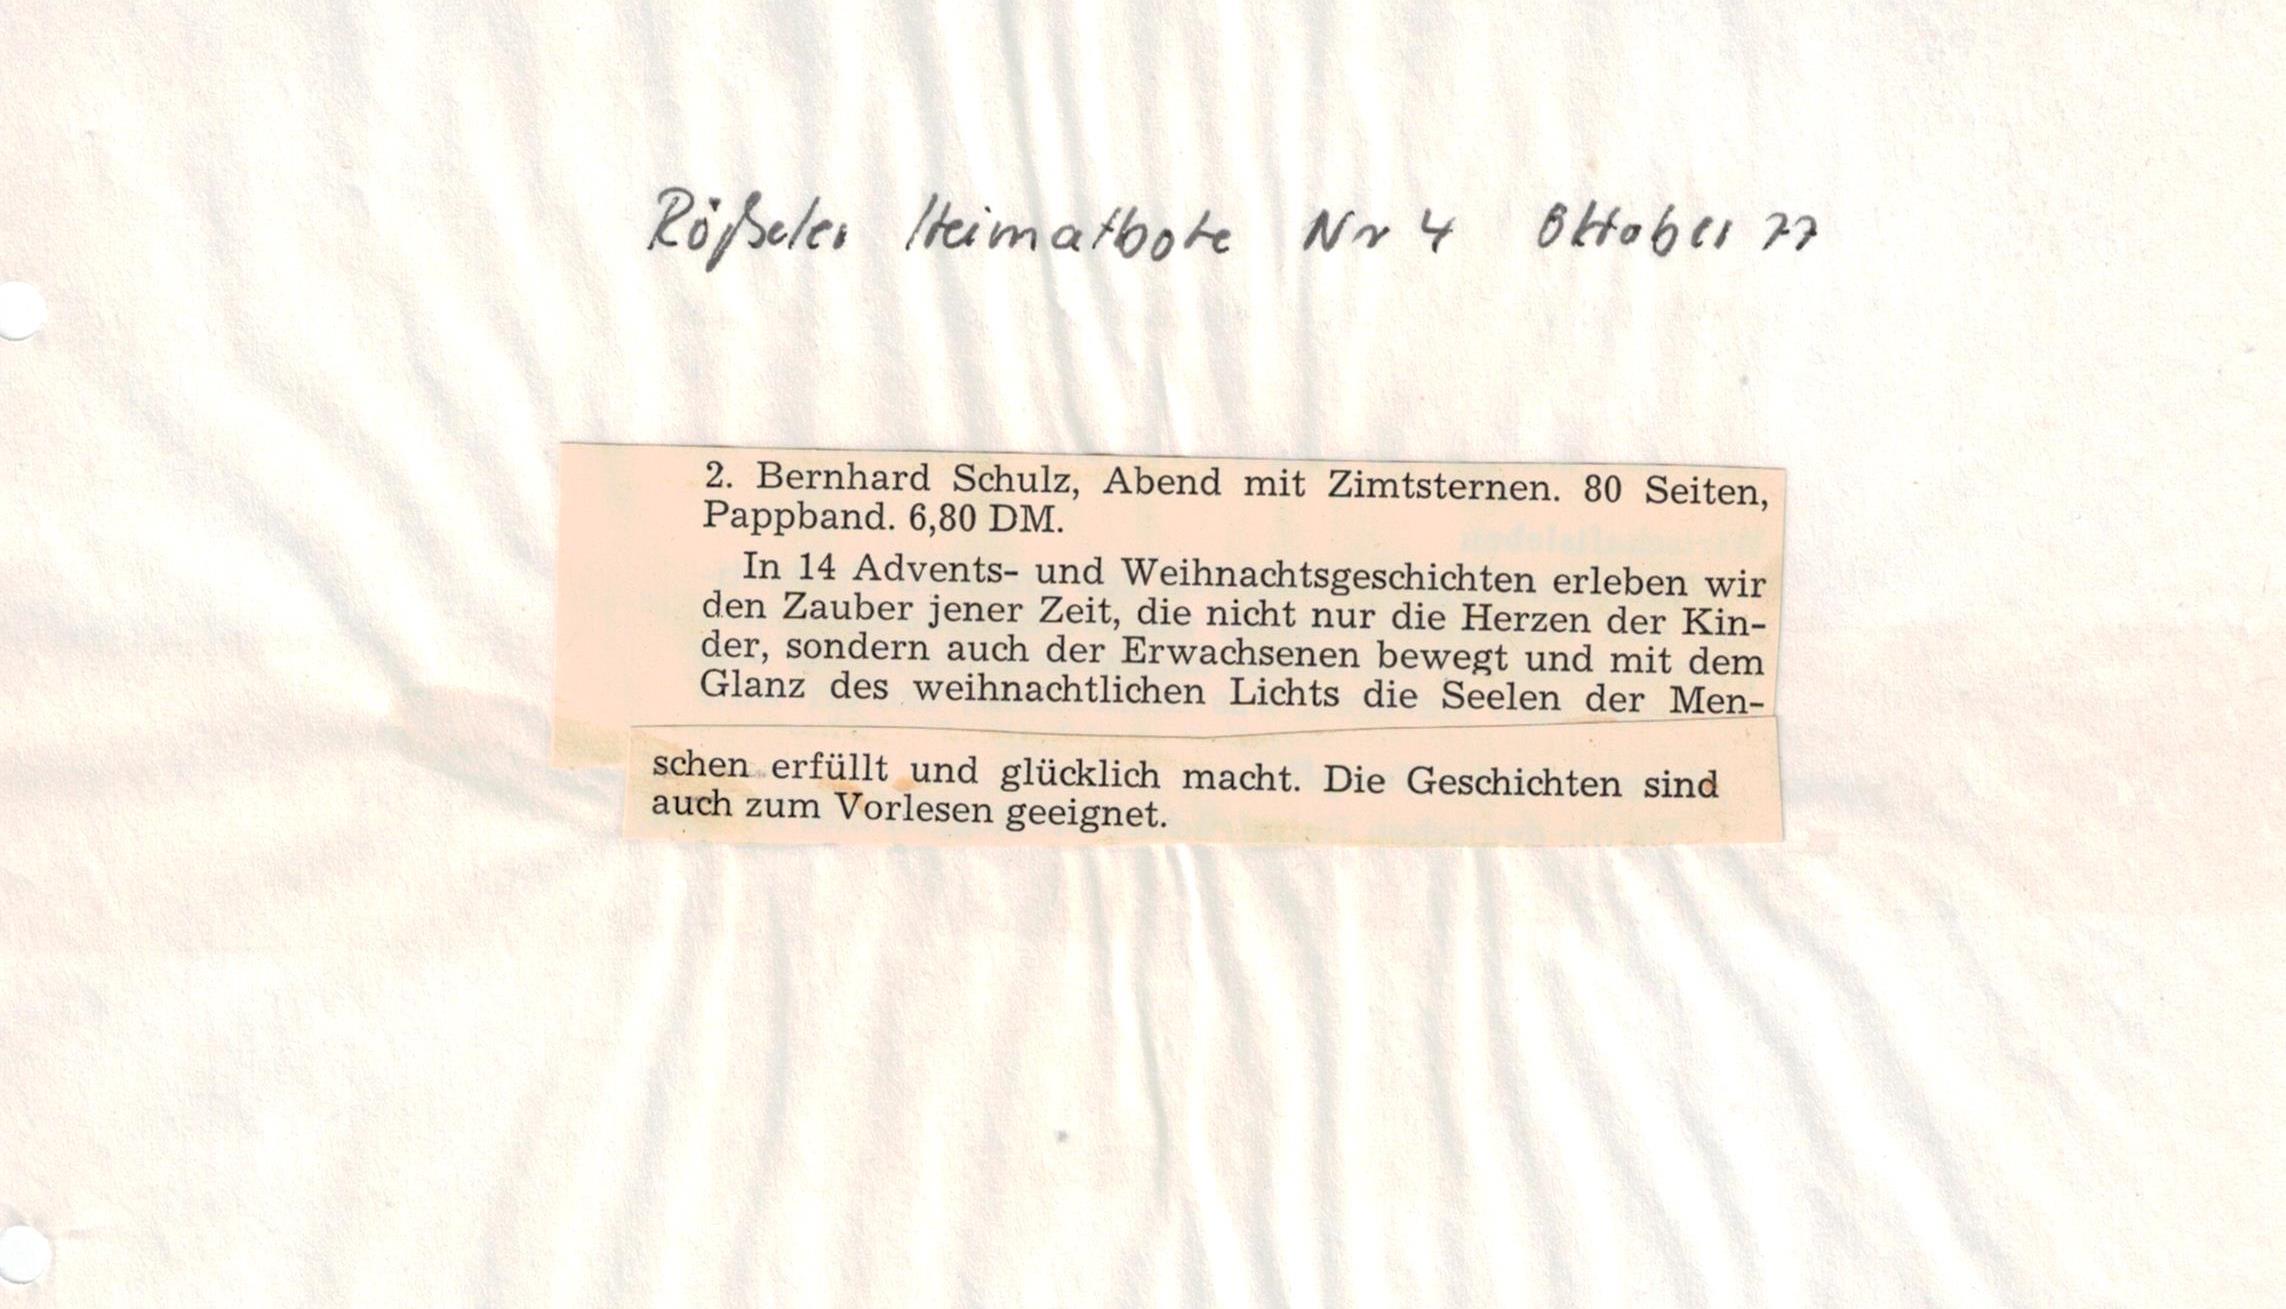 Rößeler Heimatbote Nr 4 Oktober 77
2. Bernhard Schulz, Abend mit Zimtsternen. 80 Seiten,
Pappband. 6,80 DM.
In 14 Advents- und Weihnachtsgeschichten erleben wir
den Zauber jener Zeit, die nicht nur die Herzen der Kin-
der, sondern auch der Erwachsenen bewegt und mit dem
Glanz des weihnachtlichen Lichts die Seelen der Men-
schen erfüllt und glücklich macht. Die Geschichten sind
auch zum Vorlesen geeignet.